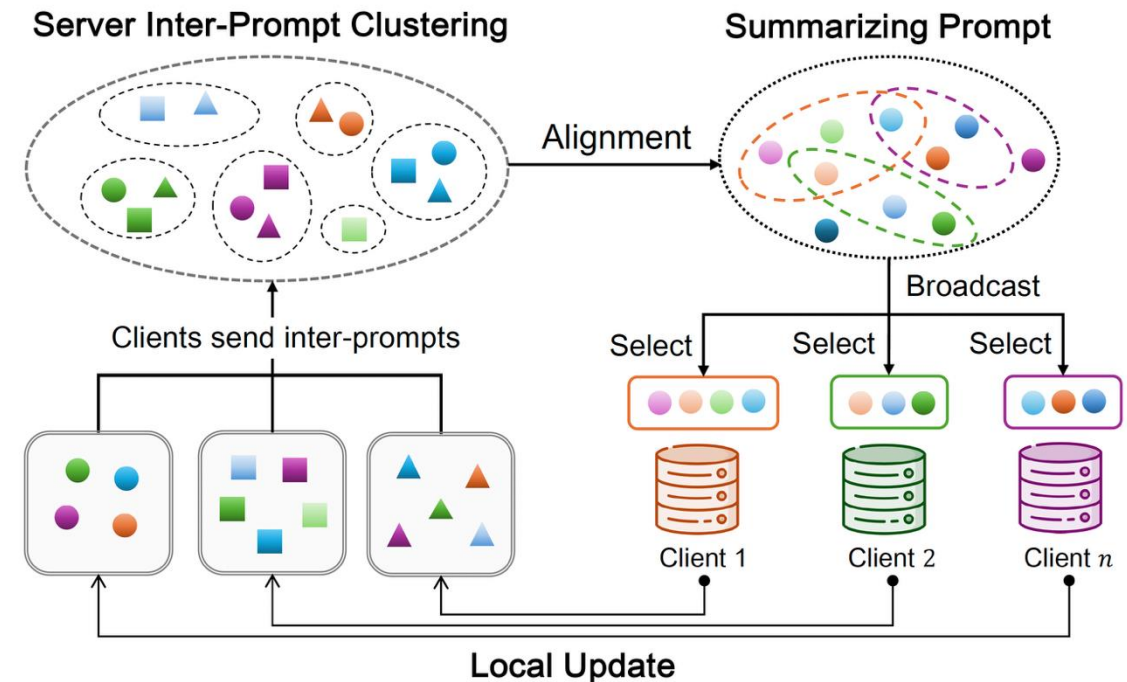 Server Inter-Prompt Clustering
Summarizing Prompt
Alignment
Broadcast
Clients send inter-prompts
Select
Select
Select
Client 1
Client 2
Client n
Local Update